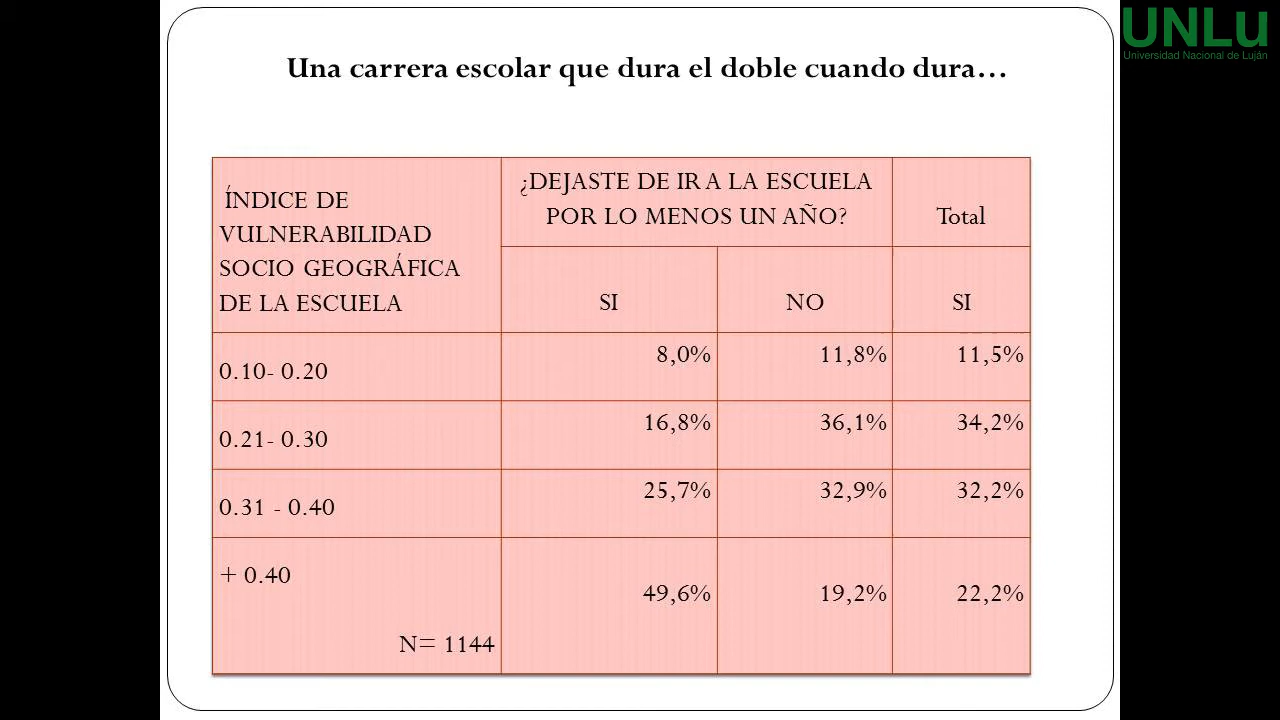 UNLu
Universidad Nacional de Luján
Una carrera escolar que dura el doble cuando dura…
ÍNDICE DE
VULNERABILIDAD
SOCIO GEOGRÁFICA
DE LA ESCUELA
¿DEJASTE DE IR A LA ESCUELA
POR LO MENOS UN AÑO?
Total
SI
NO
SI
0.10- 0.20
8,0%
11,8%
11,5%
0.21- 0.30
16,8%
36,1%
34,2%
0.31 - 0.40
25,7%
32,9%
32,2%
+ 0.40
49,6%
19,2%
22,2%
N= 1144